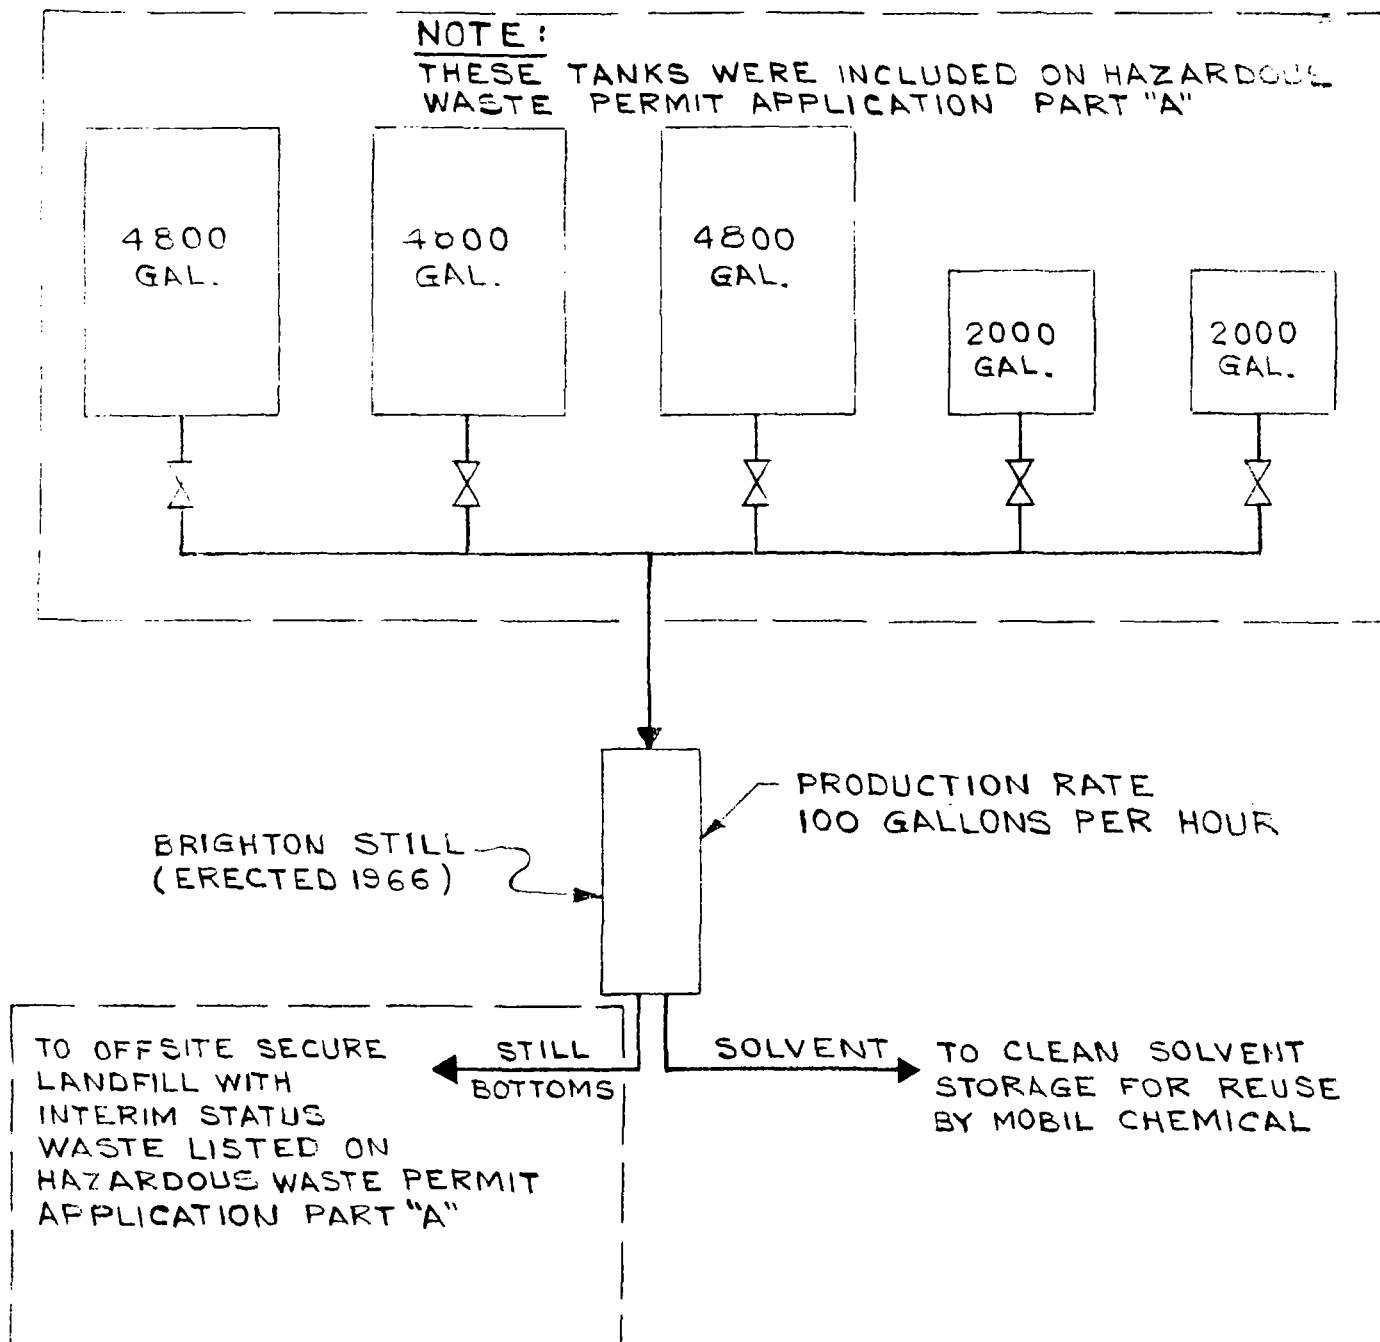 NOTE:
THESE TANKS WERE INCLUDED ON HAZARDOUS
WASTE PERMIT APPLICATION PART "A"
4800
GAL.
GAL.
4800
GAL.
2000
GAL.
2000
GAL.
PRODUCTION RATE
100 GALLONS PER HOUR
BRIGHTON STILL
(ERECTED 1966)
TO OFFSITE SECURE
LANDFILL WITH
INTERIM STATUS
WASTE LISTED ON
HAZARDOUS WASTE PERMIT
APPLICATION PART "A"
STILL
BOTTOMS
SOLVENT
TO CLEAN SOLVENT
STORAGE FOR REUSE
BY MOBIL CHEMICAL